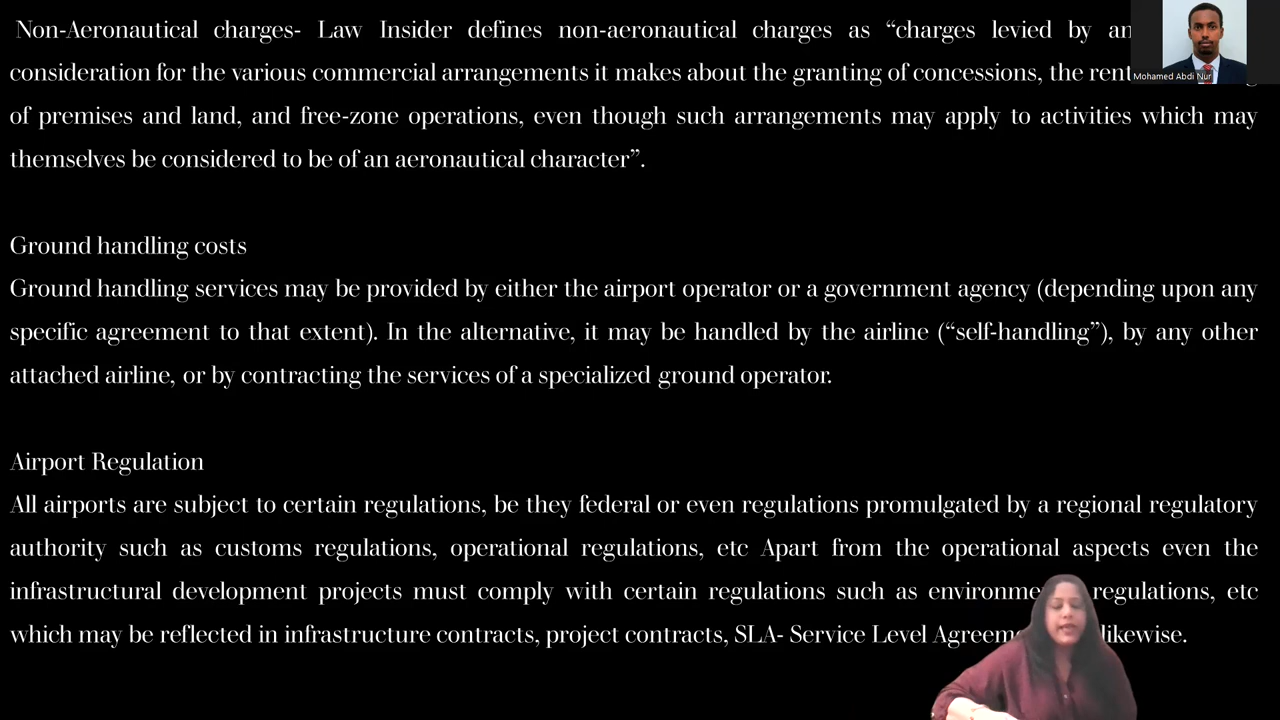 Non-Aeronautical charges- Law Insider defines non-aeronautical charges as “charges levied by an
Mohamed Abdi Nur
consideration for the various commercial arrangements it makes about the granting of concessions, the
of premises and land, and free-zone operations, even though such arrangements may apply to activities which may
themselves be considered to be of an aeronautical character”.
Ground handling costs
Ground handling services may be provided by either the airport operator or a government agency (depending upon any
specific agreement to that extent). In the alternative, it may be handled by the airline (“self-handling”), by any other
attached airline, or by contracting the services of a specialized ground operator.
Airport Regulation
All airports are subject to certain regulations, be they federal or even regulations promulgated by a regional regulatory
authority such as customs regulations, operational regulations, etc Apart from the operational aspects even the
infrastructural development projects must comply with certain regulations such as regulations, etc
which may be reflected in infrastructure contracts, project contracts, SLA- Service Level likewise.